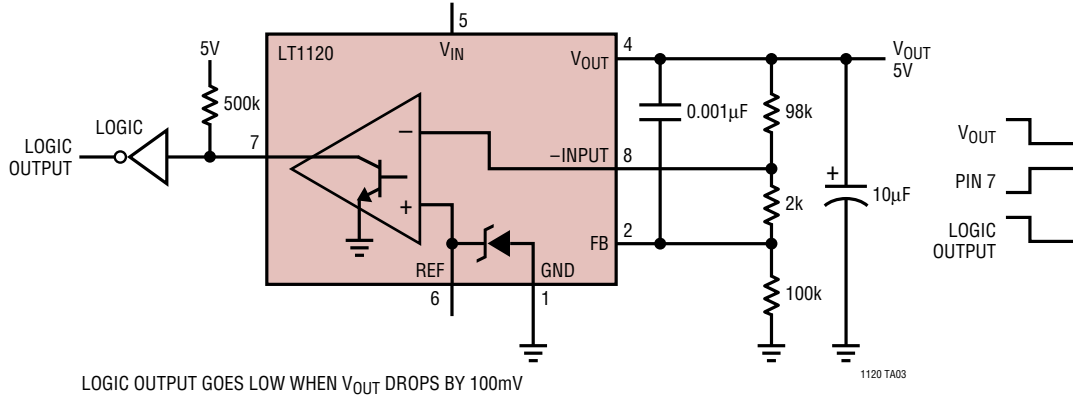 5
5V
LT1120
V_IN
V_OUT
4
V_OUT
5V
500k
0.001µF
98k
LOGIC
7
LOGIC
OUTPUT
−
–INPUT
8
+
2k
+
10µF
FB
2
REF
GND
6
1
100k
V_OUT
PIN 7
LOGIC
OUTPUT
1120 TA03
LOGIC OUTPUT GOES LOW WHEN V_OUT DROPS BY 100mV